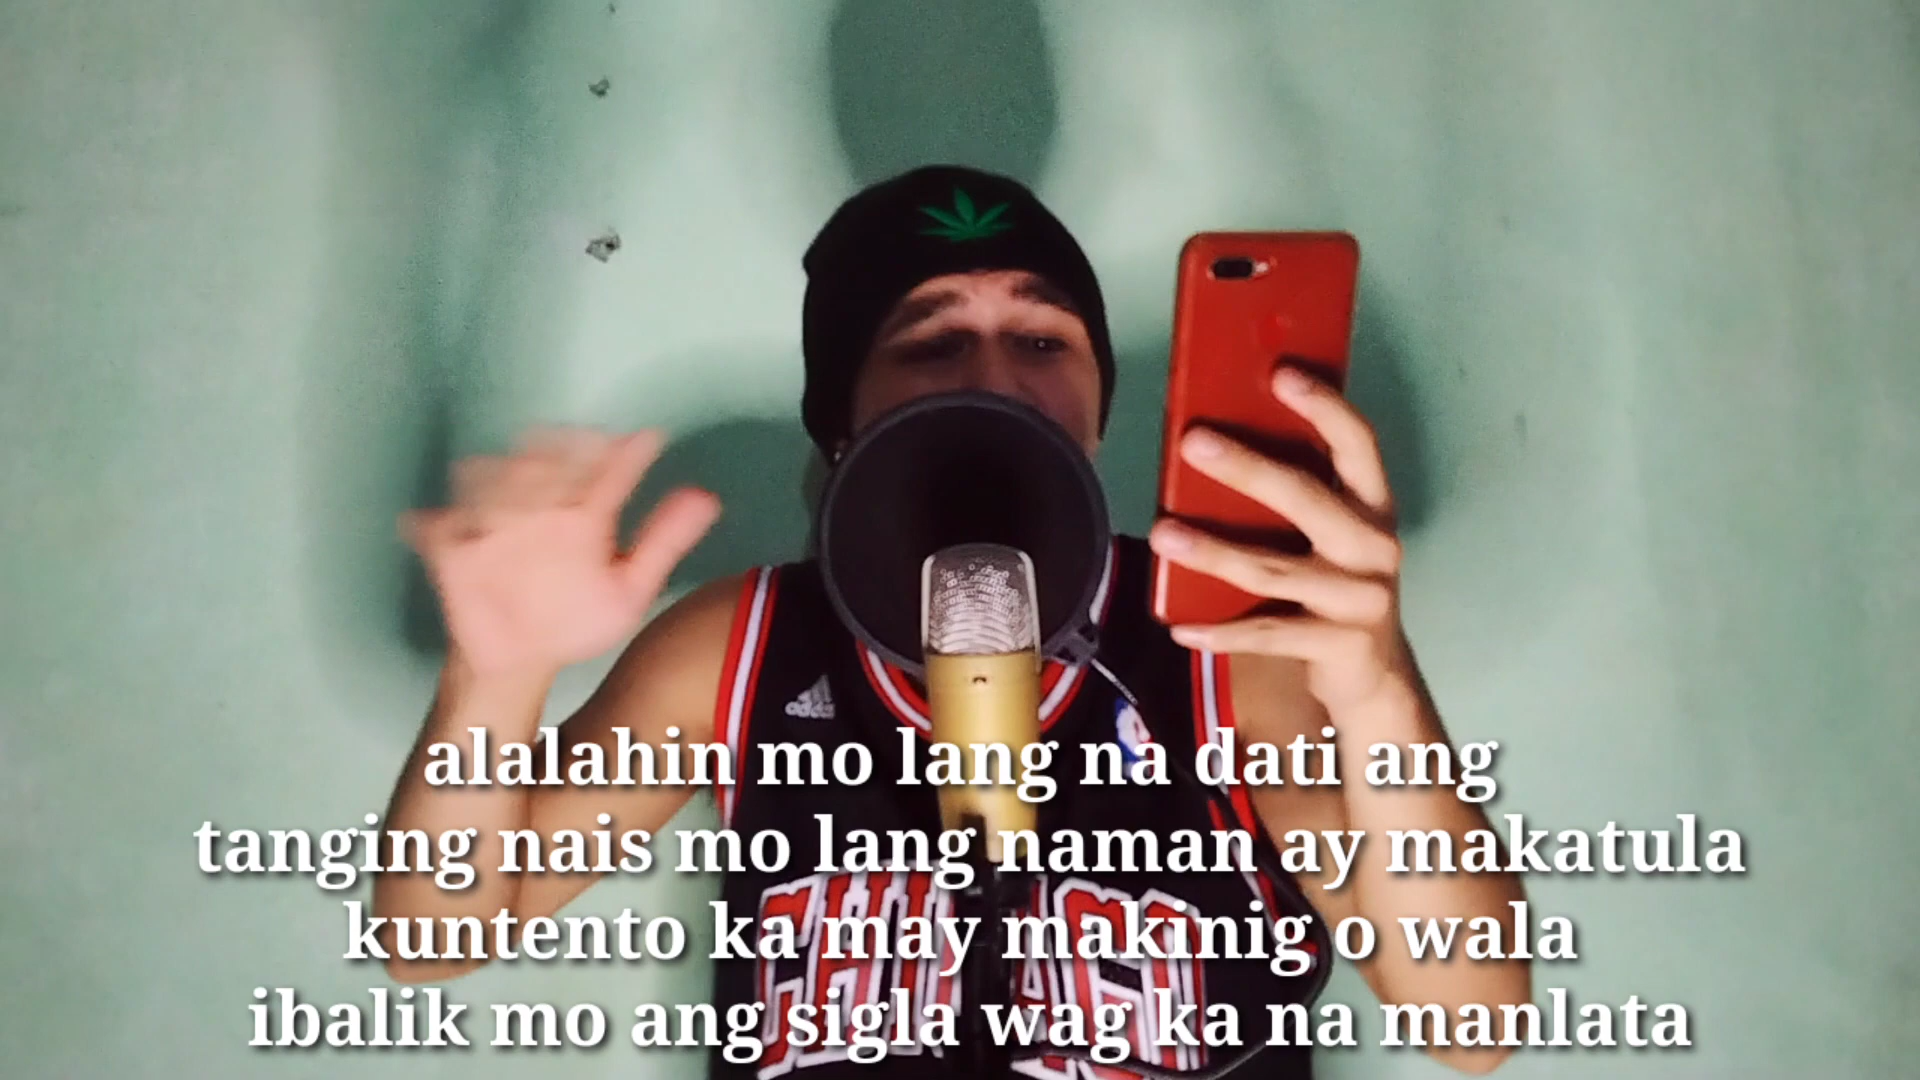 adidas
alalahin mo lang na dati ang
tanging nais mo lang naman ay makatula
kuntento ka may makinig o wala
ibalik mo ang sigla wag ka na manlata